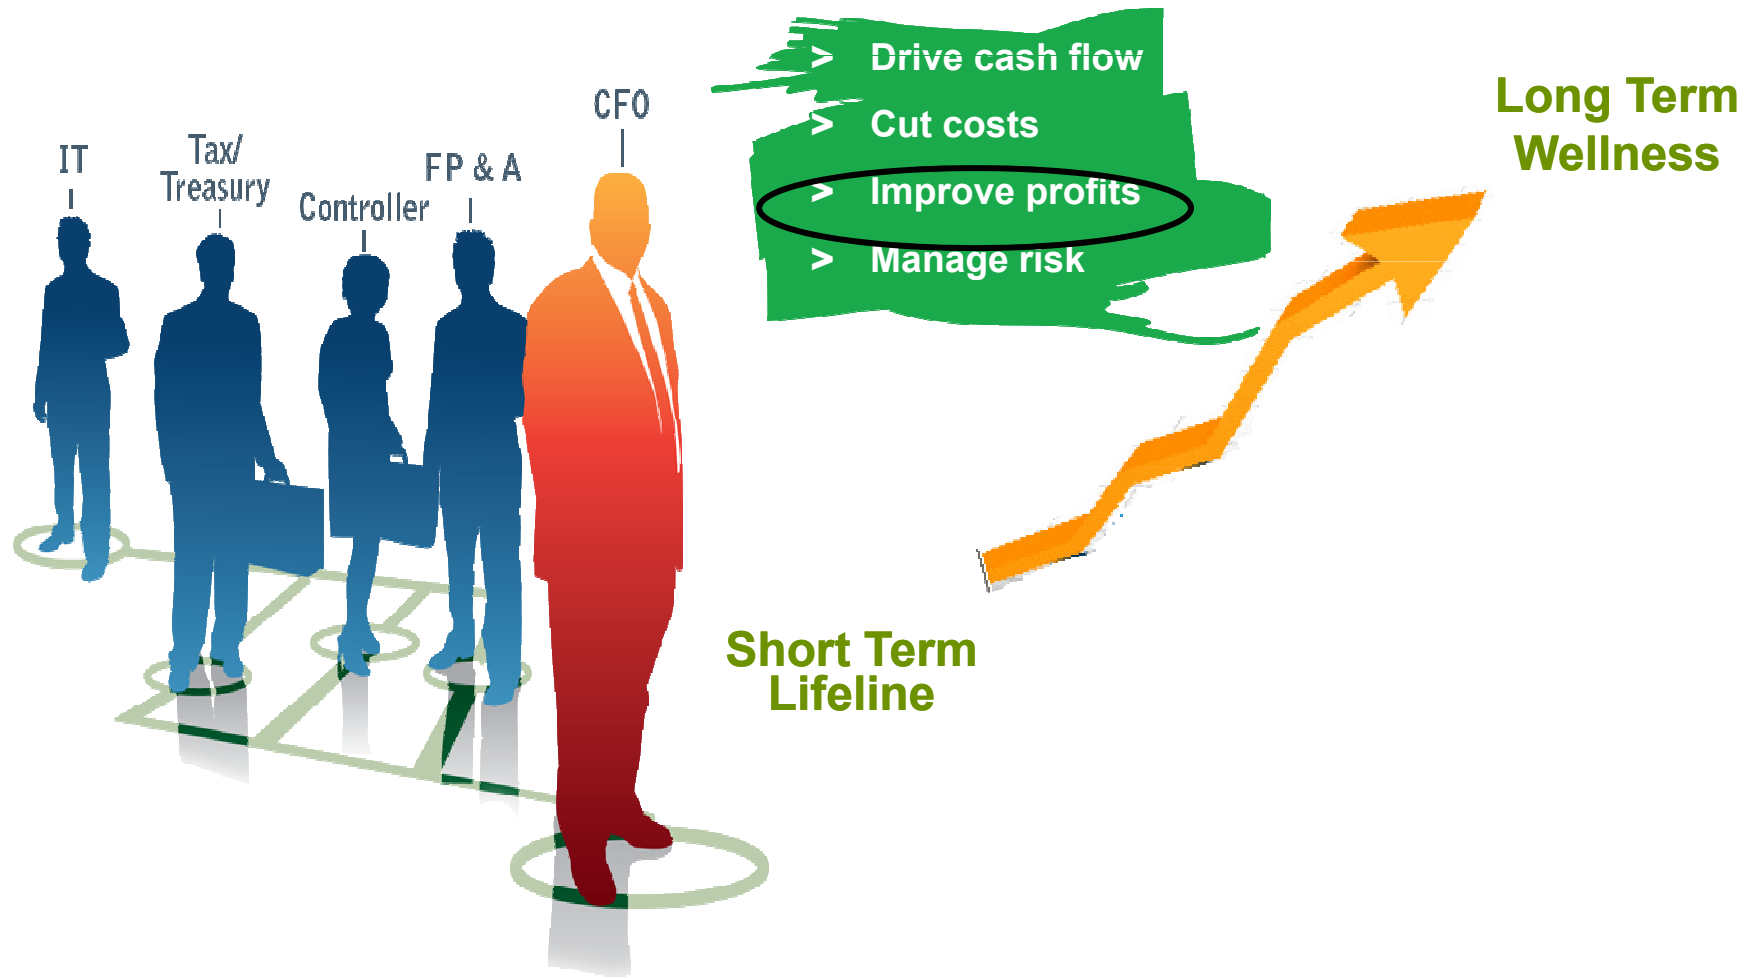 IT
Tax/
Treasury
Controller
FP & A
CFO
> Drive cash flow
> Cut costs
> Improve profits
> Manage risk
Long Term
Wellness
Short Term
Lifeline